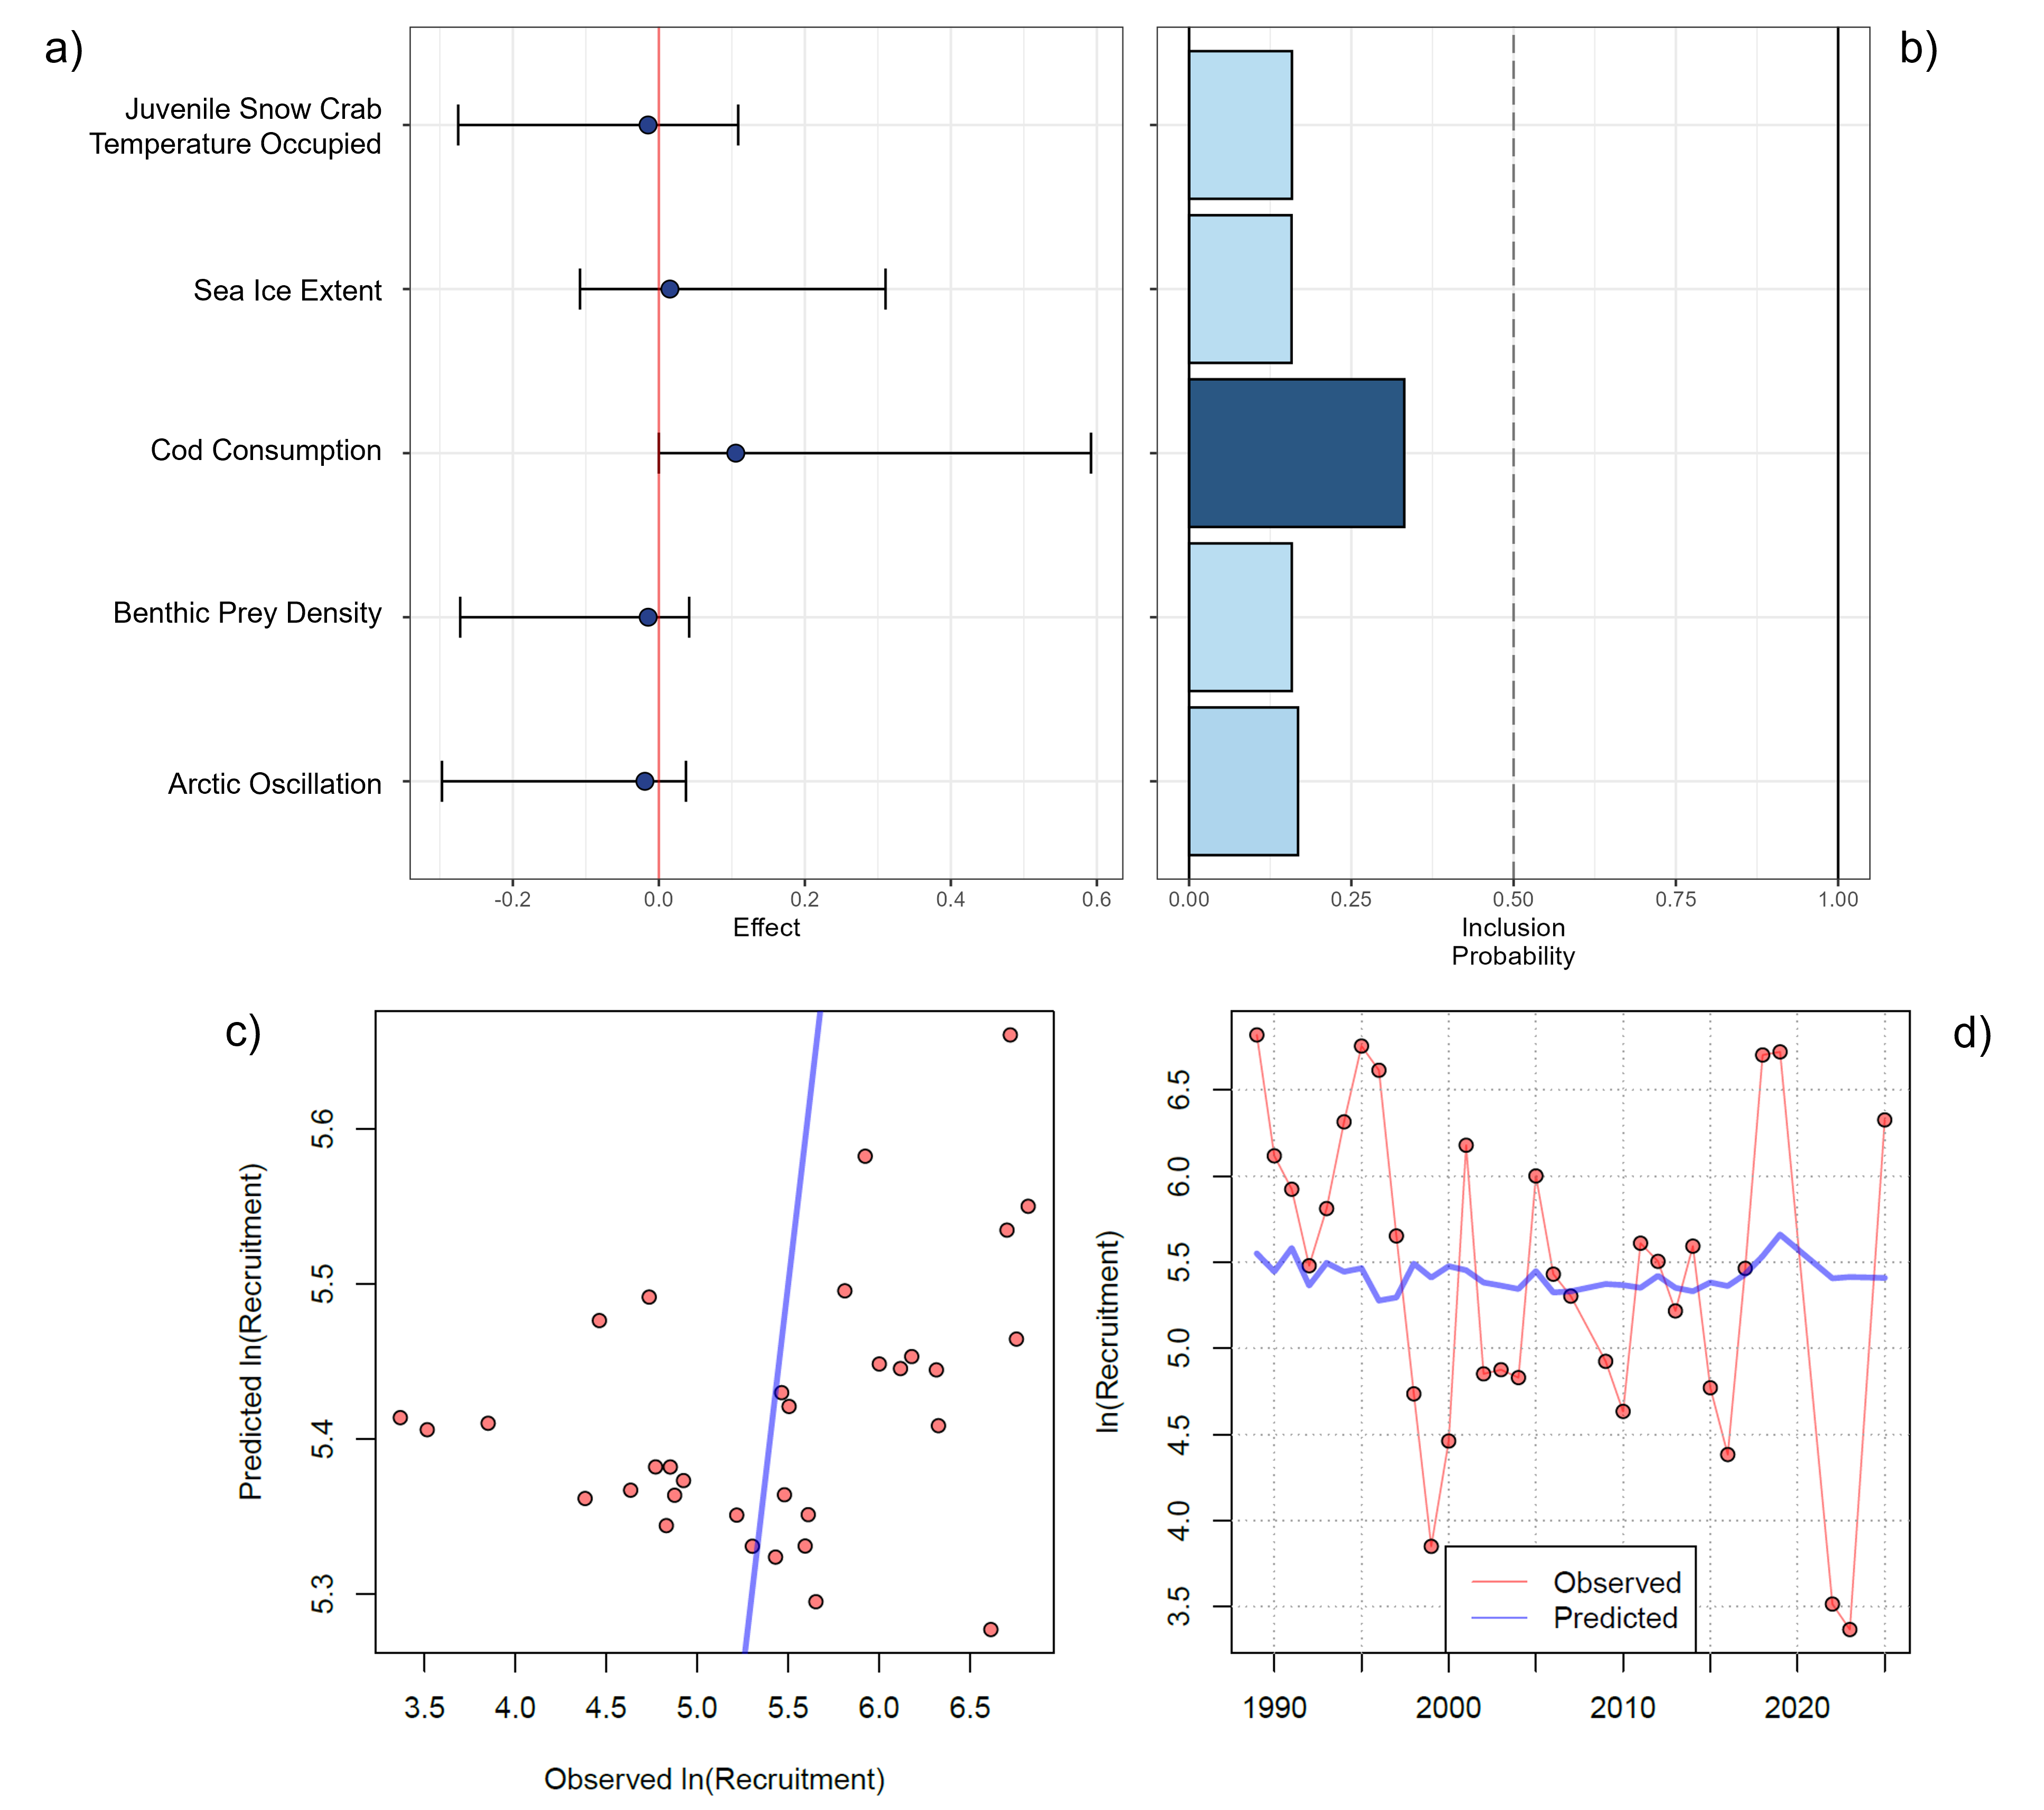 a)
b)
Juvenile Snow Crab
Temperature Occupied
Sea Ice Extent
Cod Consumption
Benthic Prey Density
Arctic Oscillation
-0.2 0.0 0.2 0.4 0.6
Effect
0.00 0.25 0.50 0.75 1.00
Inclusion
Probability
c)
Predicted ln(Recruitment)
5.6
5.5
5.4
5.3
3.5 4.0 4.5 5.0 5.5 6.0 6.5
Observed ln(Recruitment)
d)
ln(Recruitment)
6.5
6.0
5.5
5.0
4.5
4.0
3.5
Observed
Predicted
1990 2000 2010 2020